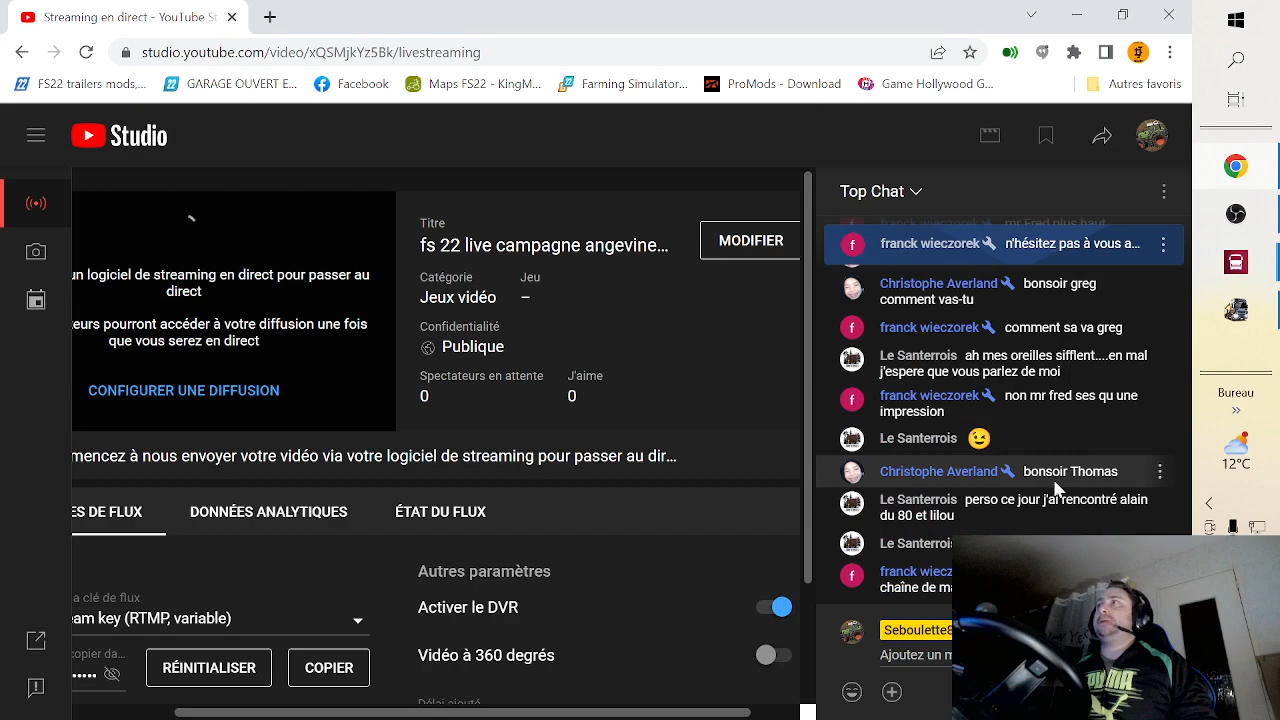 Streaming en direct - YouTube St
studio.youtube.com/video/xQSMjkYz5Bk/livestreaming
FS22 trailers mods,...
GARAGE OUVERT E...
Facebook
Maps FS22 - KingM...
Farming Simulator...
ProMods - Download
Game Hollywood G...
Autres favoris
Studio
Top Chat
mr Fred plus haut
franck wieczorek n'hésitez pas à vous a...
Christophe Averland bonsoir greg
comment vas-tu
franck wieczorek comment sa va greg
Le Santerrois ah mes oreilles sifflent....en mal
j'espere que vous parlez de moi
franck wieczorek non mr fred ses qu une
impression
Le Santerrois 😉
Christophe Averland bonsoir Thomas
Le Santerrois perso ce jour j'ai rencontré alain
du 80 et lilou
Le Santerrois
franck wiecz
chaîne de m
Seboulette8
Ajoutez un m
un logiciel de streaming en direct pour passer au
direct
teurs pourront accéder à votre diffusion une fois
que vous serez en direct
CONFIGURER UNE DIFFUSION
Titre
fs 22 live campagne angevine...
MODIFIER
Catégorie
Jeu
Jeux vidéo
–
Confidentialité
Publique
Spectateurs en attente
J'aime
0
0
mencez à nous envoyer votre vidéo via votre logiciel de streaming pour passer au dir...
ES DE FLUX
DONNÉES ANALYTIQUES
ÉTAT DU FLUX
a clé de flux
eam key (RTMP, variable)
copier da...
RÉINITIALISER
COPIER
Autres paramètres
Activer le DVR
Vidéo à 360 degrés
Délai ajouté
Bureau
12°C